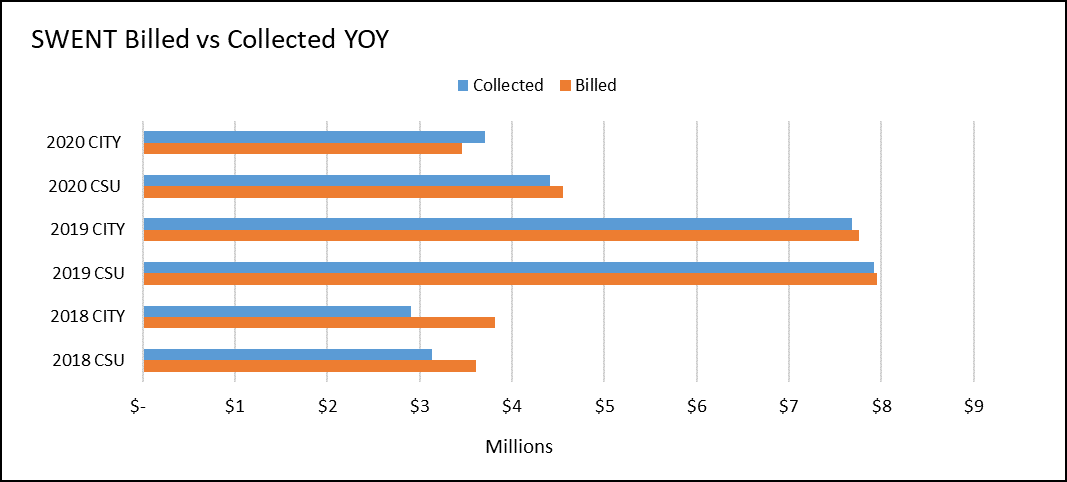 SWENT Billed vs Collected YOY
Collected Billed
2020 CITY
2020 CSU
2019 CITY
2019 CSU
2018 CITY
2018 CSU
$- $1 $2 $3 $4 $5 $6 $7 $8 $9
Millions